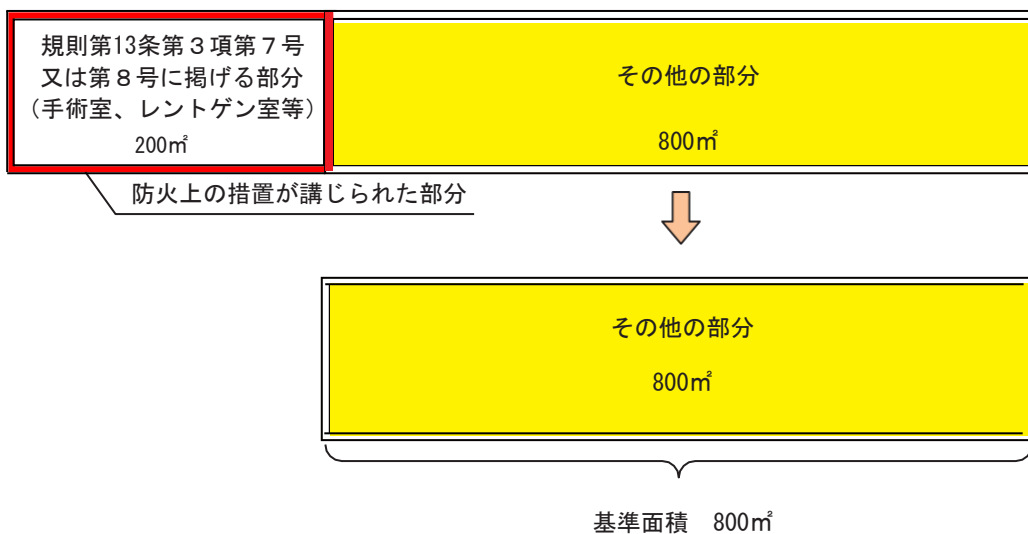 規則第13条第３項第７号
又は第８号に掲げる部分
（手術室、レントゲン室等）
200㎡
その他の部分
800㎡
防火上の措置が講じられた部分
その他の部分
800㎡
基準面積　800㎡